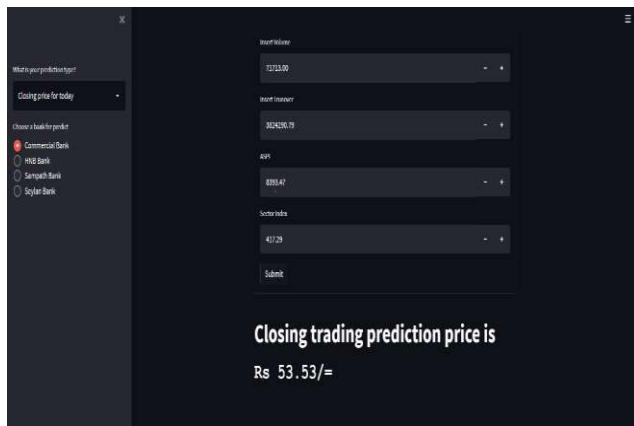 X
What is your prediction type?
Closing price for today
Choose a bank for predict
Commercial Bank
HNB Bank
Sampath Bank
Seylan Bank
Insert Volume
- +
Insert Turnover
3824290.79 - +
ASPI
8393.47 - +
Sector Index
417.29 - +
Submit
Closing trading prediction price is
Rs 53.53/=